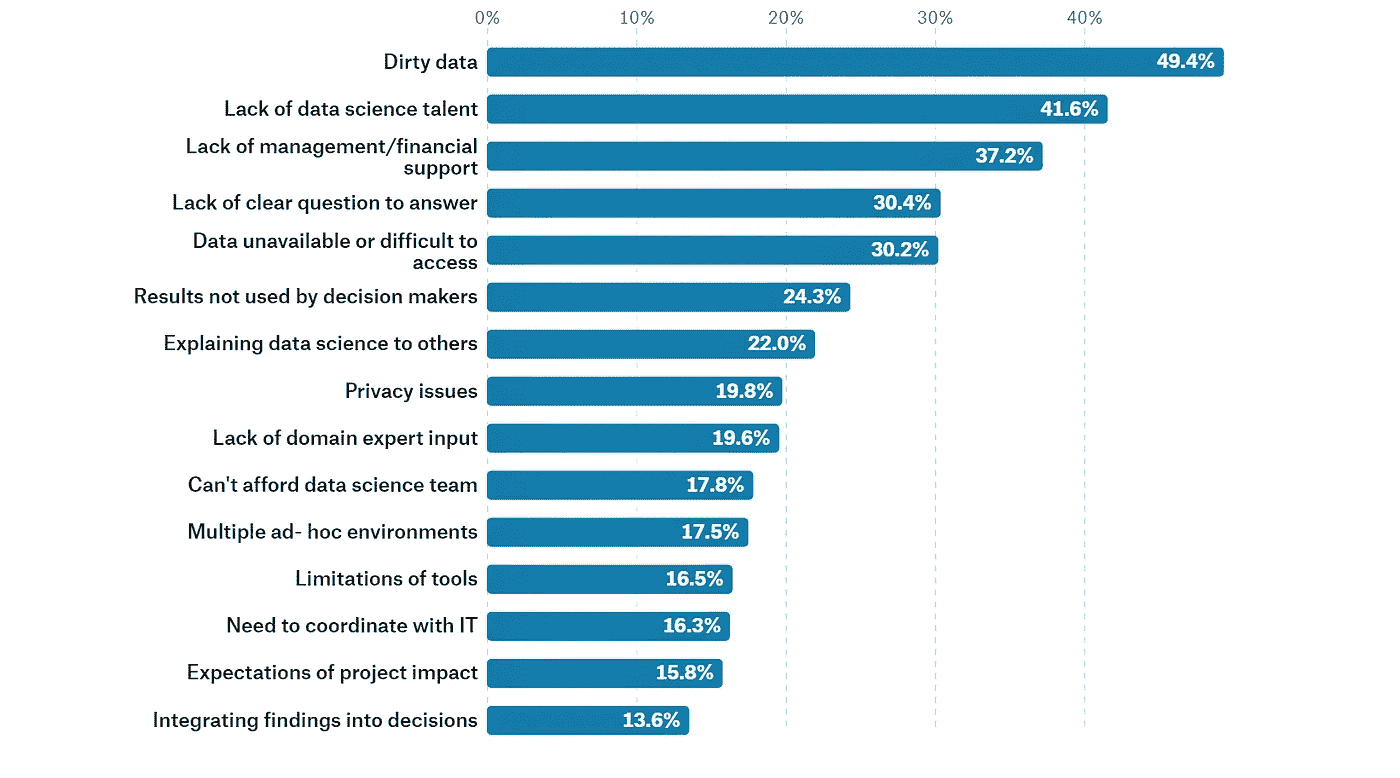 0% 10% 20% 30% 40%
Dirty data 49.4%
Lack of data science talent 41.6%
Lack of management/financial
support 37.2%
Lack of clear question to answer 30.4%
Data unavailable or difficult to
access 30.2%
Results not used by decision makers 24.3%
Explaining data science to others 22.0%
Privacy issues 19.8%
Lack of domain expert input 19.6%
Can't afford data science team 17.8%
Multiple ad- hoc environments 17.5%
Limitations of tools 16.5%
Need to coordinate with IT 16.3%
Expectations of project impact 15.8%
Integrating findings into decisions 13.6%